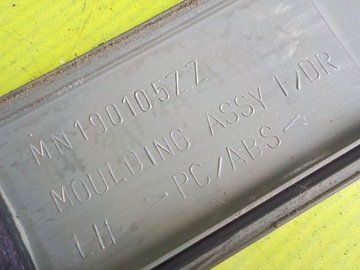 MN190105ZZ
MOULDING ASSY F/DR
LH >PC/ABS<